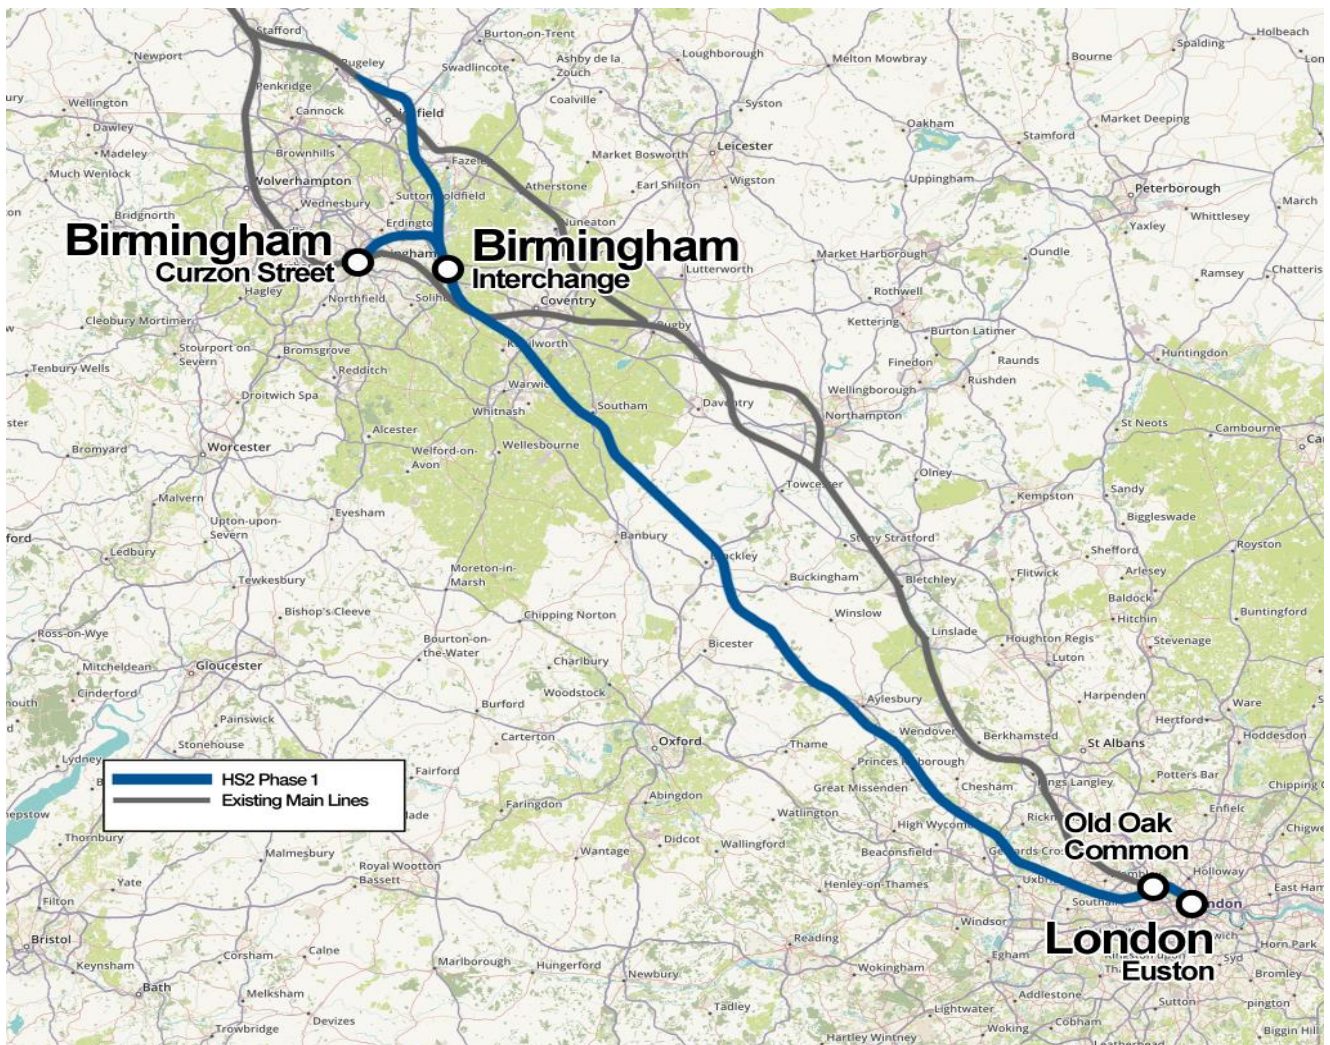 Stafford
Burton-on-Trent
Loughborough
Melton Mowbray
Bourne
Spalding
Holbeach
Newport
Rugeley
Swadlincote
Ashby de la
Zouch
Penkridge
Coalville
Syston
Wellington
Cannock
Oakham
Stamford
Market Deeping
Dawley
Madeley
Brownhills
Fazeley
Market Bosworth
Leicester
Much Wenlock
Wolverhampton
Atherstone
Earl Shilton
Wigston
Uppingham
Peterborough
Wednesbury
March
Bridgnorth
Erdington
Nuneaton
Whittlesey
Yaxley
Birmingham
Curzon Street
Birmingham
Interchange
Lutterworth
Market Harborough
Oundle
Ramsey
Chatteris
Hagley
Northfield
Coventry
Rothwell
Kettering
Burton Latimer
Cleobury Mortimer
Stourport on
Severn
Bromsgrove
Rugby
Huntingdon
Tenbury Wells
Redditch
Finedon
Raunds
Rushden
Wellingborough
Droitwich Spa
Whitnash
Southam
Daventry
Northampton
St Neots
Cambourne
Bromyard
Worcester
Alcester
Welford-on-
Avon
Wellesbourne
Towcester
Olney
Kempston
Sandy
Biggleswade
Malvern
Evesham
Upton-upon-
Severn
Ledbury
Banbury
Stony Stratford
Shefford
Royston
Moreton-in-
Marsh
Buckingham
Bletchley
Flitwick
Arlesey
Tewkesbury
Baldock
Bishop's Cleeve
Chipping Norton
Winslow
Hitchin
Buntingford
Ross-on-Wye
Bourton-on-
the-Water
Bicester
Linslade
Houghton Regis
Stevenage
Luton
Mitcheldean
Gloucester
Charlbury
Cinderford
Woodstock
Aylesbury
Harpenden
Ware
Painswick
Burford
Hertford
Stonehouse
Carterton
Oxford
Thame
Wendover
Berkhamsted
St Albans
Hoddesdon
Lydney
Fairford
Great Missenden
Chesham
Kings Langley
Potters Bar
HS2 Phase 1
Existing Main Lines
Abingdon
Faringdon
Watlington
Thornbury
Didcot
Wallingford
Beaconsfield
Old Oak
Common
Malmesbury
Wantage
Royal Wootton
Bassett
Holloway
Yate
Henley-on-Thames
Filton
Windsor
London
Euston
Bristol
Calne
Reading
Egham
Horn Park
Keynsham
Corsham
Marlborough
Hungerford
Newbury
Wokingham
Bromley
Bath
Melksham
Tadley
Lightwater
Addlestone
Sutton
Devizes
Trowbridge
Hartley Wintney
Woking
Cobham
Biggin Hill